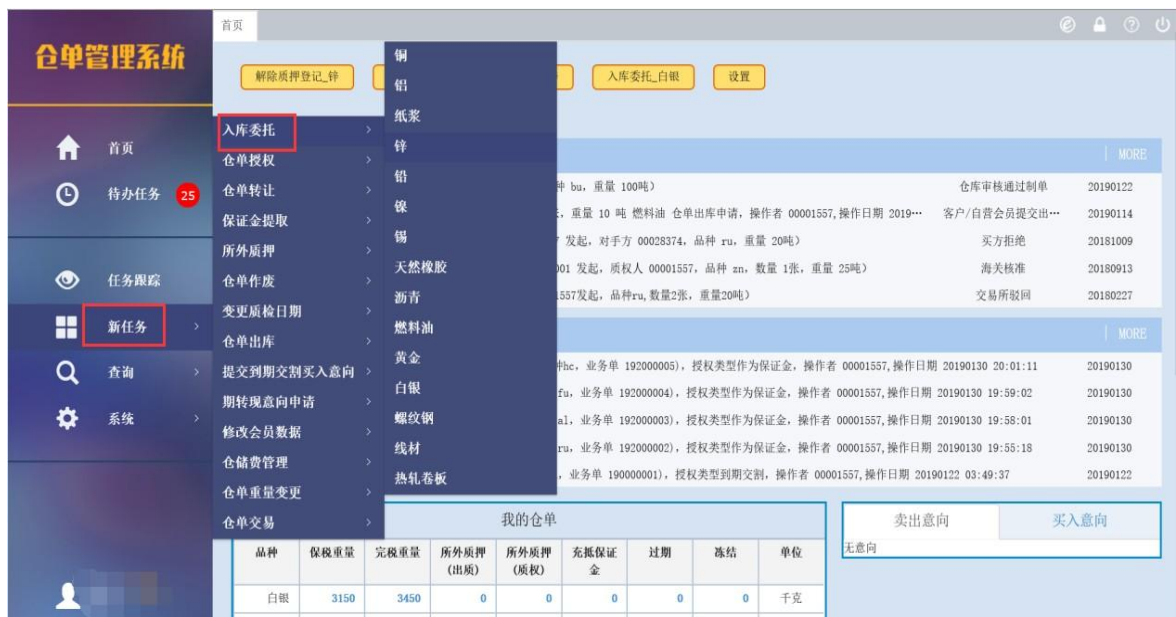 首页
仓单管理系统
解除质押登记_锌
入库委托_白银
设置
首页
待办任务
25
任务跟踪
新任务
查询
系统
入库委托
仓单授权
仓单转让
保证金提取
所外质押
仓单作废
变更质检日期
仓单出库
提交到期交割买入意向
期转现意向申请
修改会员数据
仓储费管理
仓单重量变更
仓单交易
铜
铝
纸浆
锌
铅
镍
锡
天然橡胶
沥青
燃料油
黄金
白银
螺纹钢
线材
热轧卷板
MORE
bu，重量 100吨） 仓库审核通过制单 20190122
，重量 10 吨 燃料油 仓单出库申请，操作者 00001557,操作日期 2019… 客户/自营会员提交出… 20190114
发起，对手方 00028374，品种 ru，重量 20吨） 买方拒绝 20181009
001 发起，质权人 00001557，品种 zn，数量 1张，重量 25吨） 海关核准 20180913
1557发起，品种ru,数量2张，重量20吨） 交易所驳回 20180227
MORE
hc，业务单 192000005），授权类型作为保证金，操作者 00001557,操作日期 20190130 20:01:11 20190130
fu，业务单 192000004），授权类型作为保证金，操作者 00001557,操作日期 20190130 19:59:02 20190130
al，业务单 192000003），授权类型作为保证金，操作者 00001557,操作日期 20190130 19:58:01 20190130
ru，业务单 192000002），授权类型作为保证金，操作者 00001557,操作日期 20190130 19:55:18 20190130
，业务单 190000001），授权类型到期交割，操作者 00001557,操作日期 20190122 03:49:37 20190122
我的仓单
品种 保税重量 完税重量 所外质押（出质） 所外质押（质权） 充抵保证金 过期 冻结 单位
白银 3150 3450 0 0 0 0 0 千克
卖出意向 买入意向
无意向